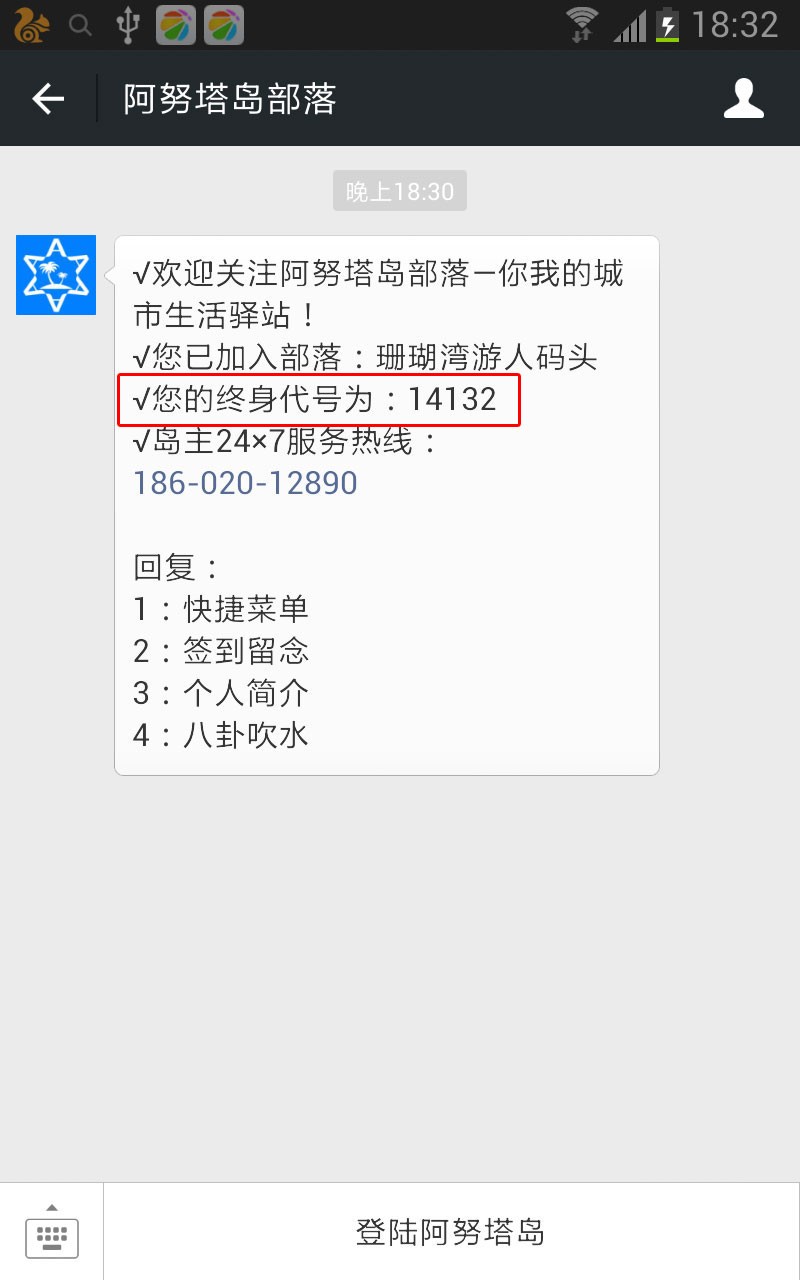 18:32
阿努塔岛部落
晚上18:30
√欢迎关注阿努塔岛部落—你我的城
市生活驿站！
√您已加入部落：珊瑚湾游人码头
√您的终身代号为：14132
√岛主24×7服务热线：
186-020-12890
回复：
1：快捷菜单
2：签到留念
3：个人简介
4：八卦吹水
登陆阿努塔岛